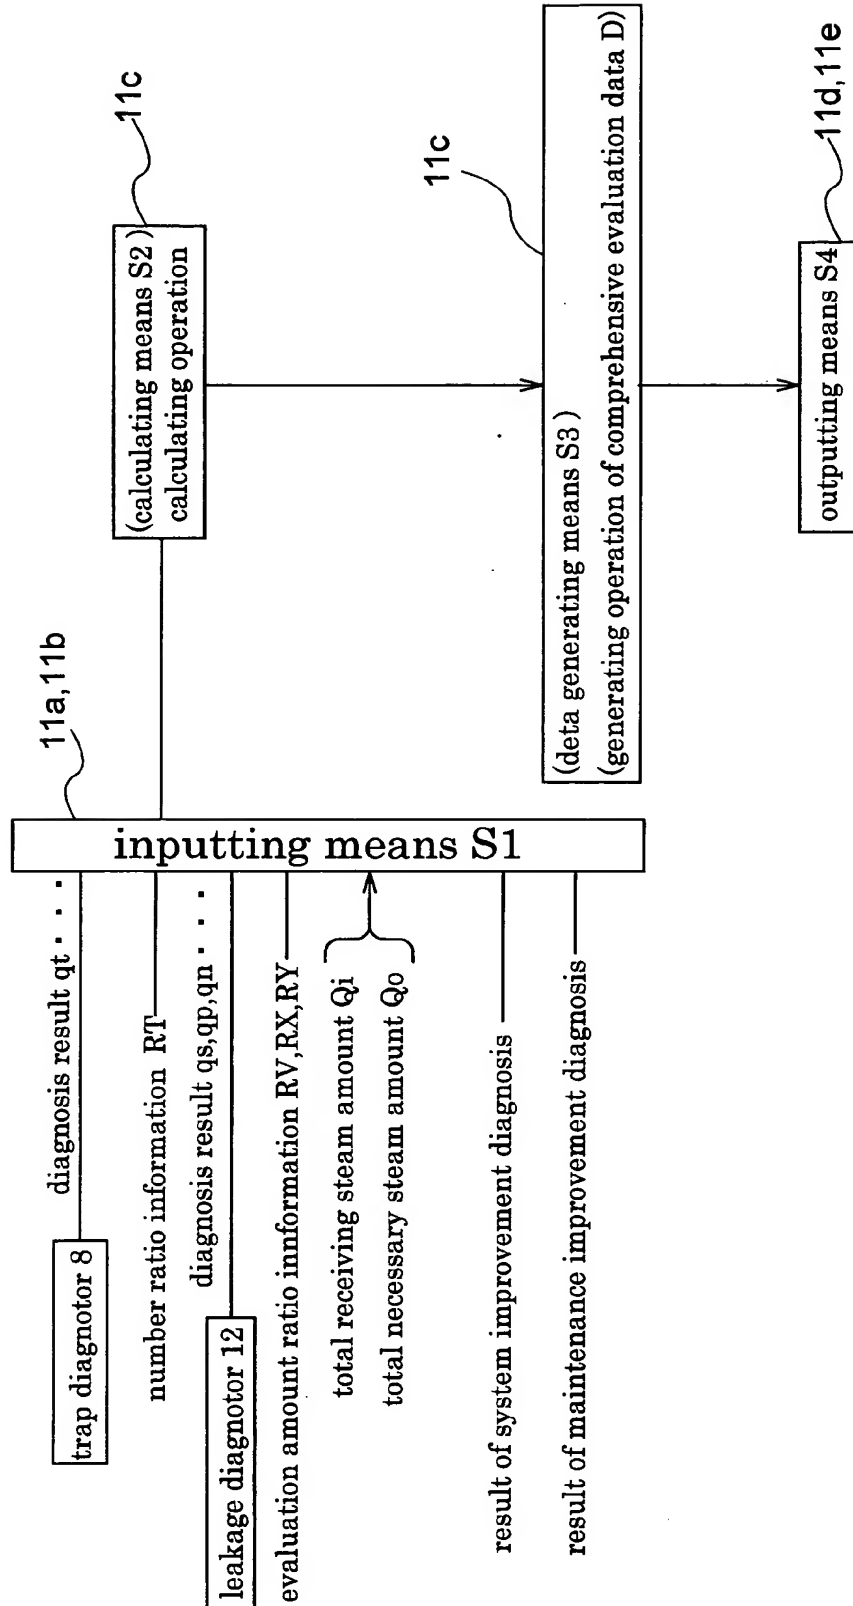 trap diagnotor 8
diagnosis result qt · · ·
number ratio information RT
leakage diagnotor 12
diagnosis result qs,qp,qn · · ·
evaluation amount ratio innformation RV,RX,RY
total receiving steam amount Qi
total necessary steam amount Qo
result of system improvement diagnosis
result of maintenance improvement diagnosis
inputting means S1
11a,11b
(calculating means S2)
calculating operation
11c
(deta generating means S3)
(generating operation of comprehensive evaluation data D)
11c
outputting means S4
11d,11e